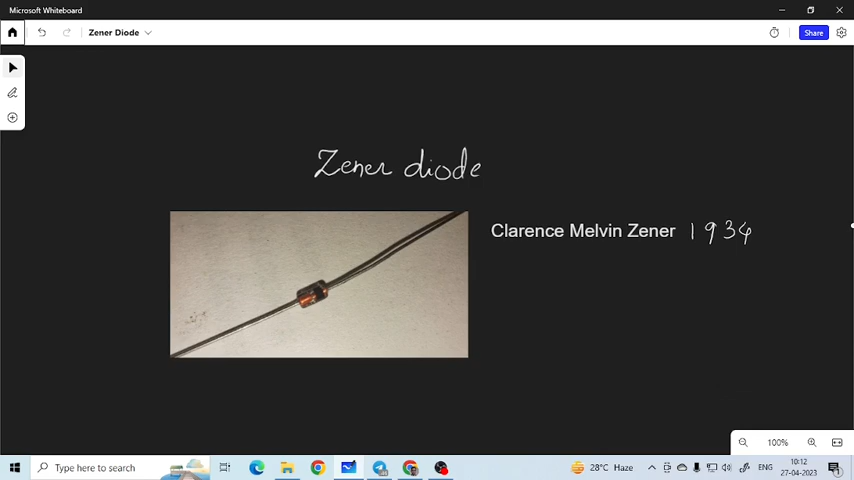 Microsoft Whiteboard
Zener Diode
Share
Zener diode
Clarence Melvin Zener 1934
100%
Type here to search
28°C Haze
ENG
10:12
27-04-2023